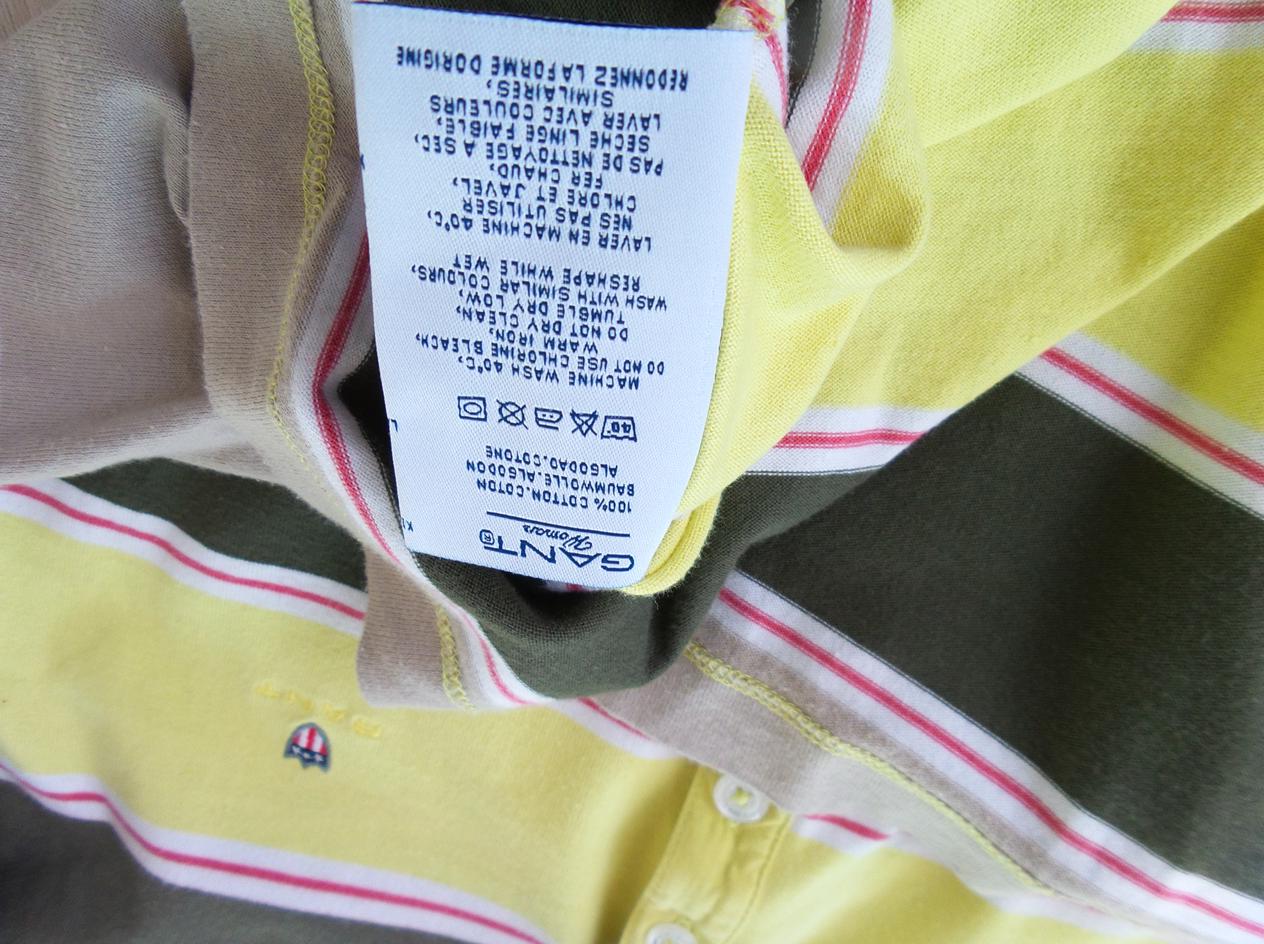 GANT®
Woman
100% COTTON.COTON
BAUMWOLLE.ALGODON
ALGODAO.COTONE
40°
MACHINE WASH 40°C,
DO NOT USE CHLORINE BLEACH,
WARM IRON,
DO NOT DRY CLEAN,
TUMBLE DRY LOW,
WASH WITH SIMILAR COLOURS,
RESHAPE WHILE WET
LAVER EN MACHINE 40°C,
NES PAS UTILISER
CHLORE ET JAVEL,
FER CHAUD,
PAS DE NETTOYAGE A SEC,
SECHE LINGE FAIBLE,
LAVER AVEC COULEURS
SIMILAIRES,
REDONNEZ LA FORME DORIGINE